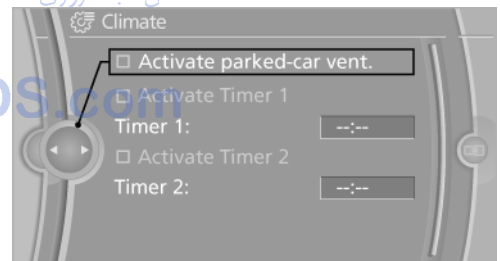 Climate
Activate parked-car vent.
Activate Timer 1
Timer 1: --:--
Activate Timer 2
Timer 2: --:--